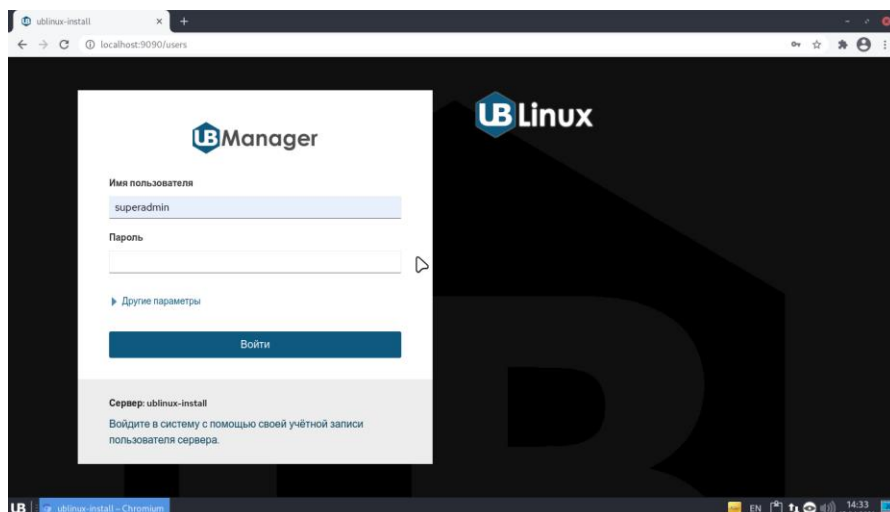 ublinux-install
localhost:9090/users
UBLinux
UBManager
Имя пользователя
superadmin
Пароль
Другие параметры
Войти
Сервер: ublinux-install
Войдите в систему с помощью своей учётной записи
пользователя сервера.
UB
ublinux-install – Chromium
EN
14:33